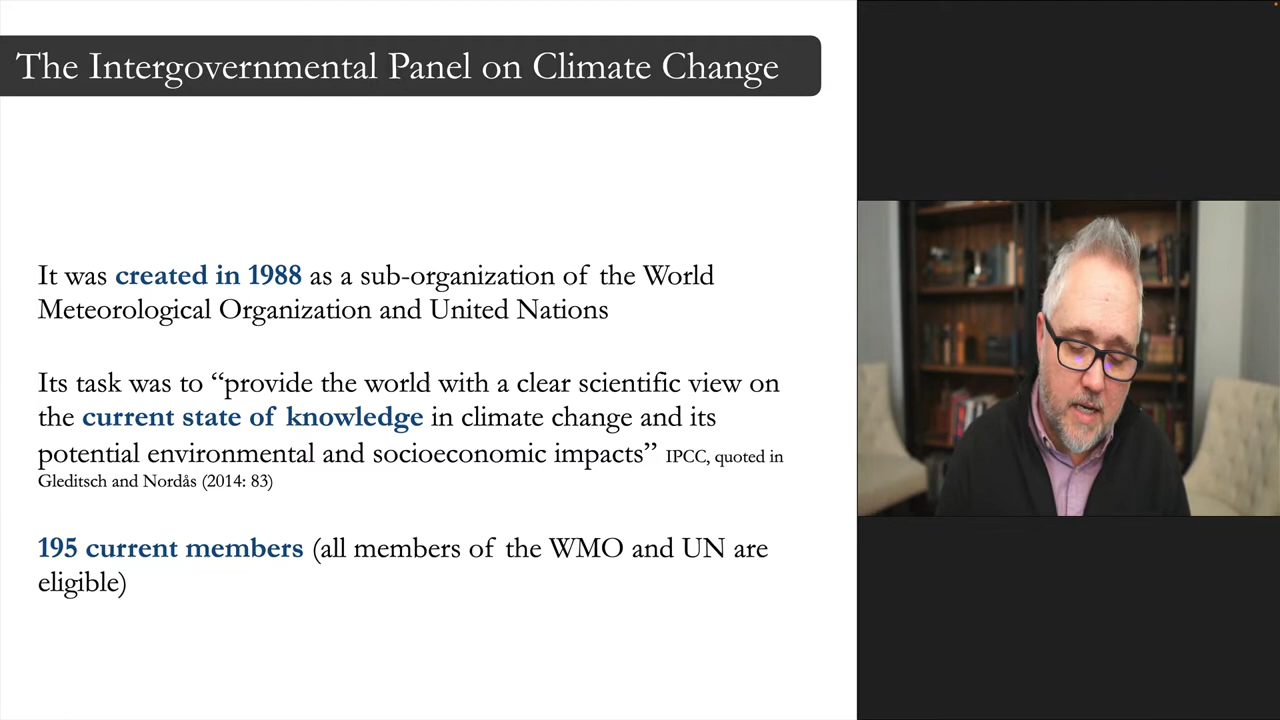 The Intergovernmental Panel on Climate Change
It was created in 1988 as a sub-organization of the World
Meteorological Organization and United Nations
Its task was to “provide the world with a clear scientific view on
the current state of knowledge in climate change and its
potential environmental and socioeconomic impacts” IPCC, quoted in
Gleditsch and Nordås (2014: 83)
195 current members (all members of the WMO and UN are
eligible)